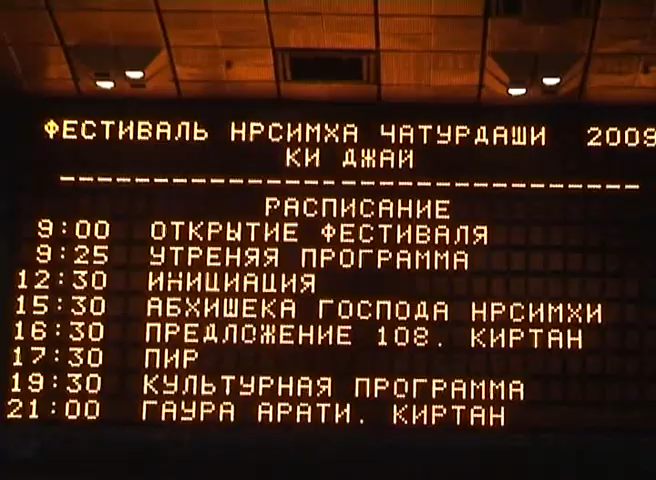 ФЕСТИВАЛЬ НРСИМХА ЧАТУРДАШИ 2009
КИ ДЖАЙ
РАСПИСАНИЕ
9:00 ОТКРЫТИЕ ФЕСТИВАЛЯ
9:25 УТРЕНЯЯ ПРОГРАММА
12:30 ИНИЦИАЦИЯ
15:30 АБХИШЕКА ГОСПОДА НРСИМХИ
16:30 ПРЕДЛОЖЕНИЕ 108. КИРТАН
17:30 ПИР
19:30 КУЛЬТУРНАЯ ПРОГРАММА
21:00 ГАУРА АРАТИ. КИРТАН